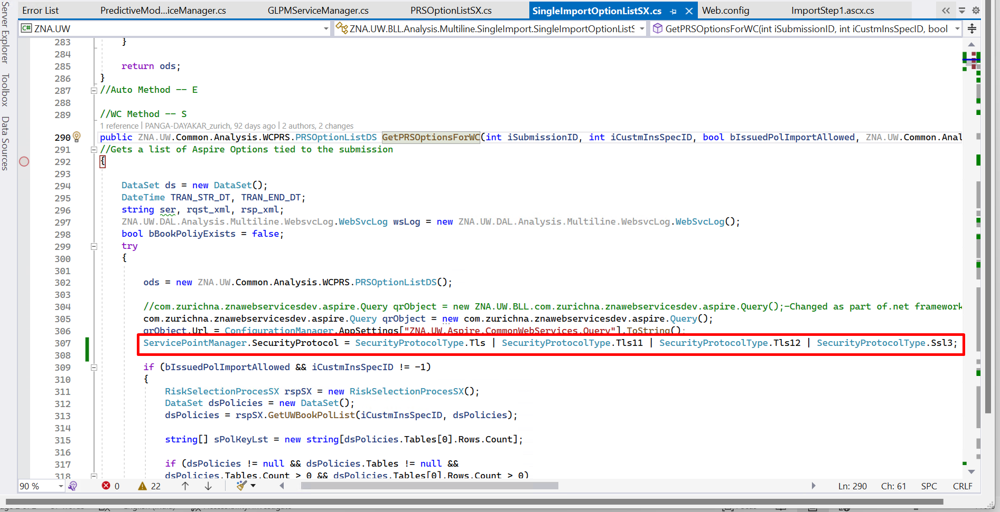 Server Explorer
Toolbox
Data Sources
Error List
PredictiveMod...iceManager.cs
GLPMServiceManager.cs
PRSOptionListSX.cs
SingleImportOptionListSX.cs
Web.config
ImportStep1.ascx.cs
C# ZNA.UW
ZNA.UW.BLL.Analysis.Multiline.SingleImport.SingleImportOptionListS
GetPRSOptionsForWC(int iSubmissionID, int iCustmInsSpecID, bool
283 }
284
285 return ods;
286 }
287 //Auto Method -- E
288
289 //WC Method -- S
1 reference | PANGA-DAYAKAR_zurich, 92 days ago | 2 authors, 2 changes
290 public ZNA.UW.Common.Analysis.WCPRS.PRSOptionListDS GetPRSOptionsForWC(int iSubmissionID, int iCustmInsSpecID, bool bIssuedPolImportAllowed, ZNA.UW.Common.Anal
291 //Gets a list of Aspire Options tied to the submission
292 {
293
294 DataSet ds = new DataSet();
295 DateTime TRAN_STR_DT, TRAN_END_DT;
296 string ser, rqst_xml, rsp_xml;
297 ZNA.UW.DAL.Analysis.Multiline.WebsvcLog.WebSvcLog wsLog = new ZNA.UW.DAL.Analysis.Multiline.WebsvcLog.WebSvcLog();
298 bool bBookPoliyExists = false;
299 try
300 {
301
302 ods = new ZNA.UW.Common.Analysis.WCPRS.PRSOptionListDS();
303
304 //com.zurichna.znawebservicesdev.aspire.Query qrObject = new ZNA.UW.BLL.com.zurichna.znawebservicesdev.aspire.Query();-Changed as part of.net framework
305 com.zurichna.znawebservicesdev.aspire.Query qrObject = new com.zurichna.znawebservicesdev.aspire.Query();
306 qrObject.Url = ConfigurationManager.AppSettings["ZNA.UW.Aspire.CommonWebServices.Query"].ToString();
307 ServicePointManager.SecurityProtocol = SecurityProtocolType.Tls | SecurityProtocolType.Tls11 | SecurityProtocolType.Tls12 | SecurityProtocolType.Ssl3;
308
309 if (bIssuedPolImportAllowed && iCustmInsSpecID != -1)
310 {
311 RiskSelectionProcesSX rspSX = new RiskSelectionProcesSX();
312 DataSet dsPolicies = new DataSet();
313 dsPolicies = rspSX.GetUWBookPolList(iCustmInsSpecID, dsPolicies);
314
315 string[] sPolKeyLst = new string[dsPolicies.Tables[0].Rows.Count];
316
317 if (dsPolicies != null && dsPolicies.Tables != null &&
318 dsPolicies.Tables.Count > 0 && dsPolicies.Tables[0].Rows.Count > 0)
90 %
0
22
Ln: 290 Ch: 61 SPC CRLF